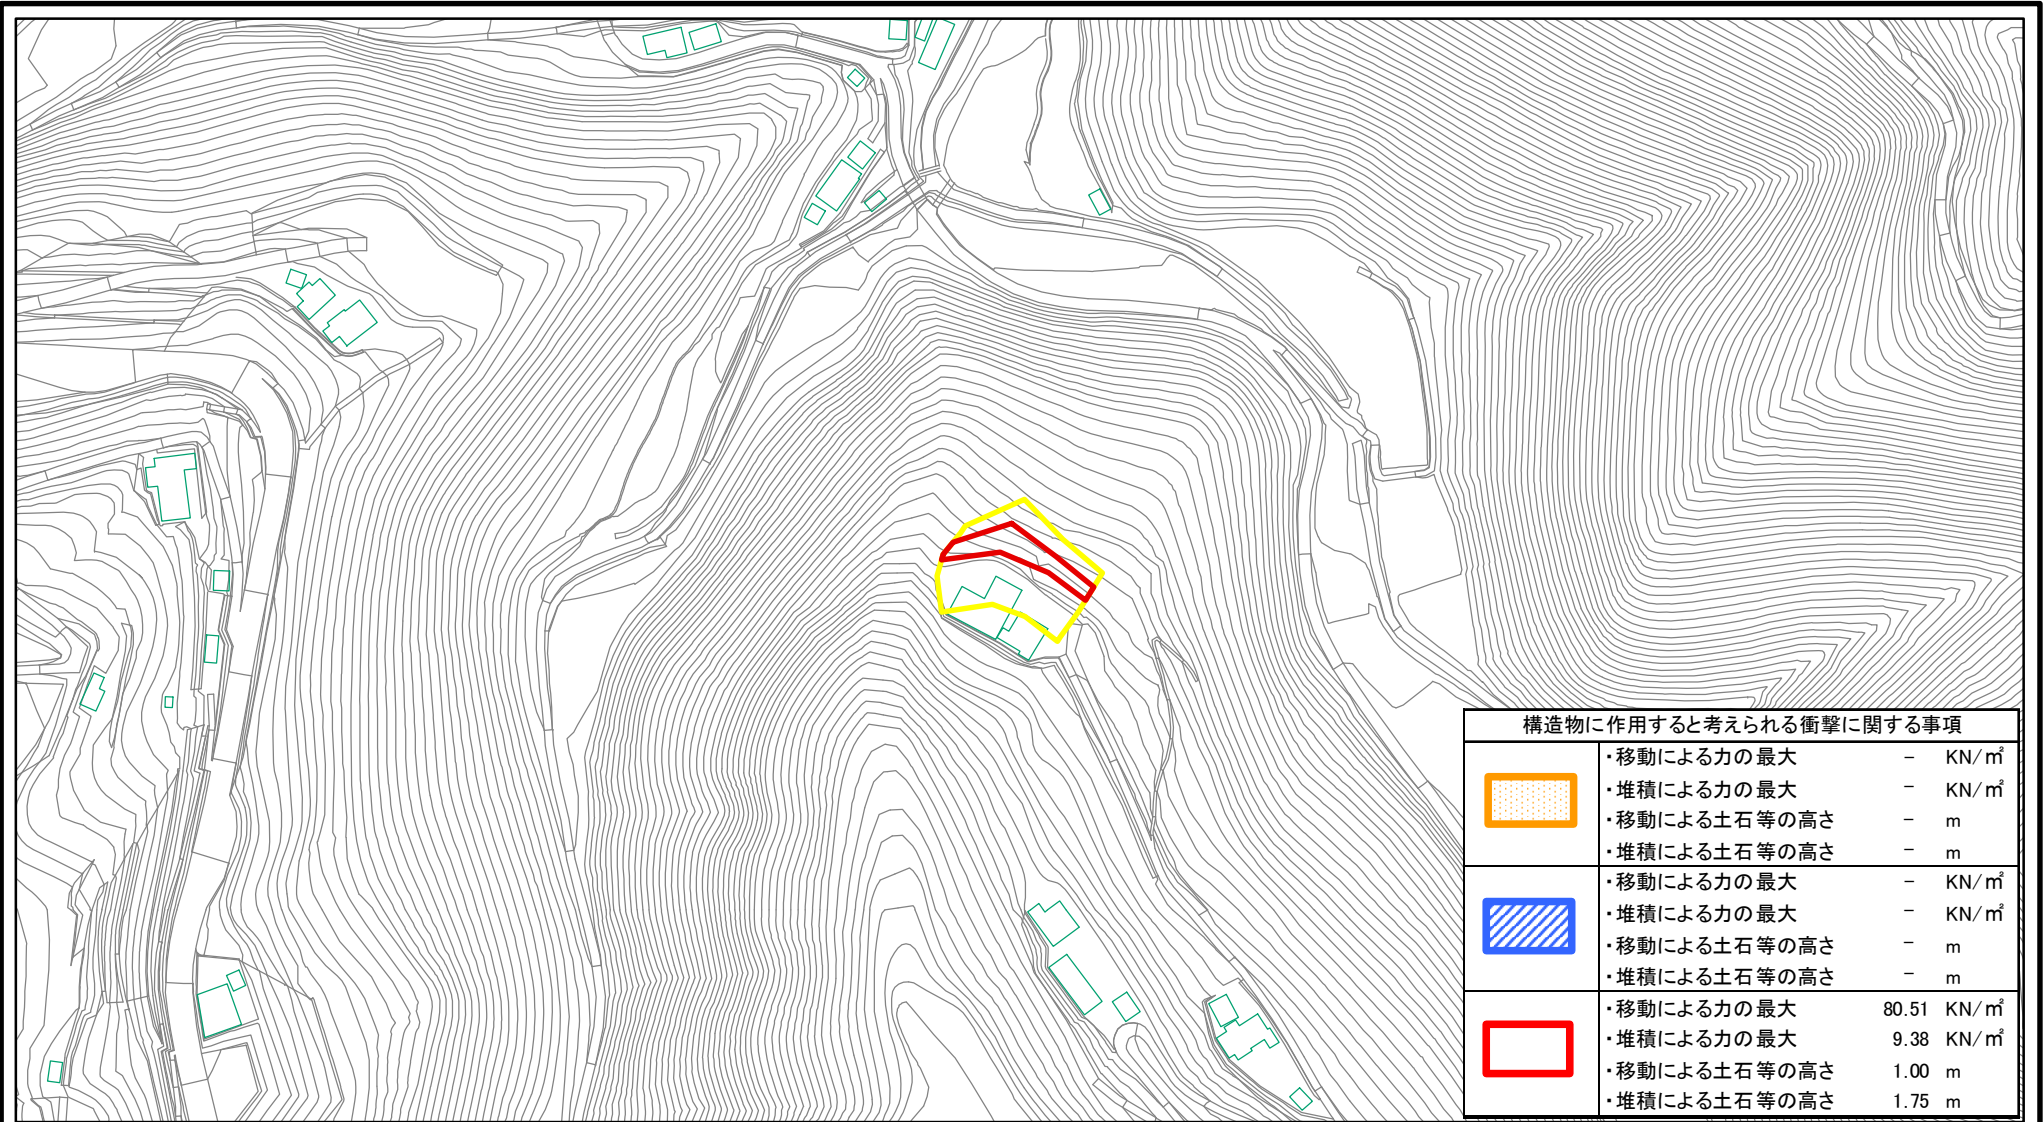 構造物に作用すると考えられる衝撃に関する事項
・移動による力の最大 － KN/㎡
・堆積による力の最大 － KN/㎡
・移動による土石等の高さ － m
・堆積による土石等の高さ － m
・移動による力の最大 － KN/㎡
・堆積による力の最大 － KN/㎡
・移動による土石等の高さ － m
・堆積による土石等の高さ － m
・移動による力の最大 80.51 KN/㎡
・堆積による力の最大 9.38 KN/㎡
・移動による土石等の高さ 1.00 m
・堆積による土石等の高さ 1.75 m